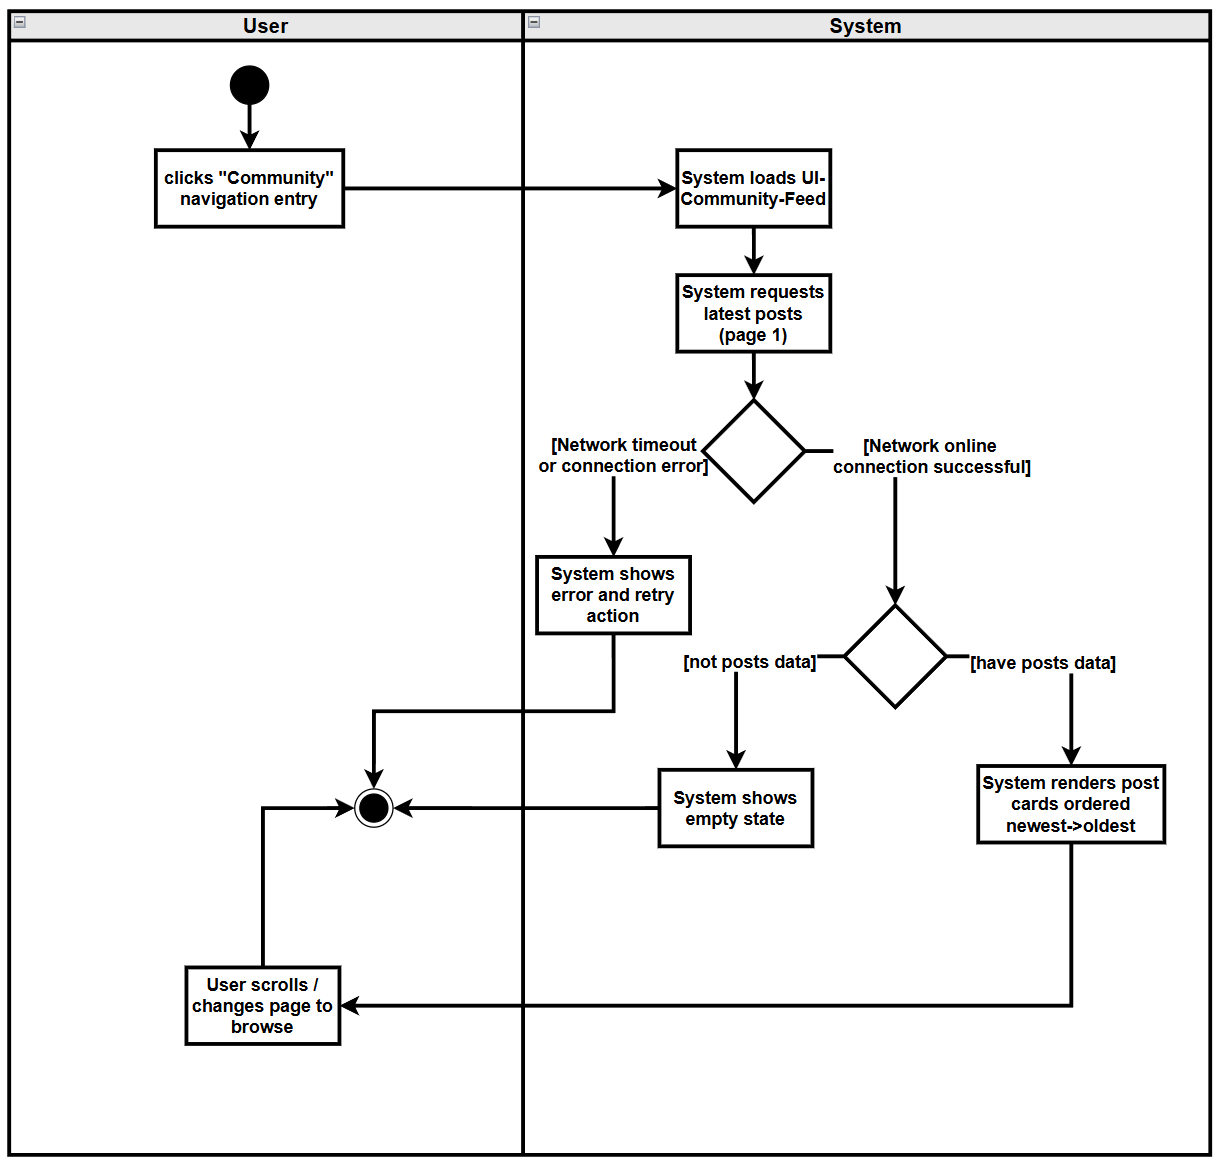 User
System
clicks "Community"
navigation entry
System loads UI-
Community-Feed
System requests
latest posts
(page 1)
[Network timeout
or connection error]
[Network online
connection successful]
System shows
error and retry
action
[not posts data]
[have posts data]
System shows
empty state
System renders post
cards ordered
newest->oldest
User scrolls /
changes page to
browse